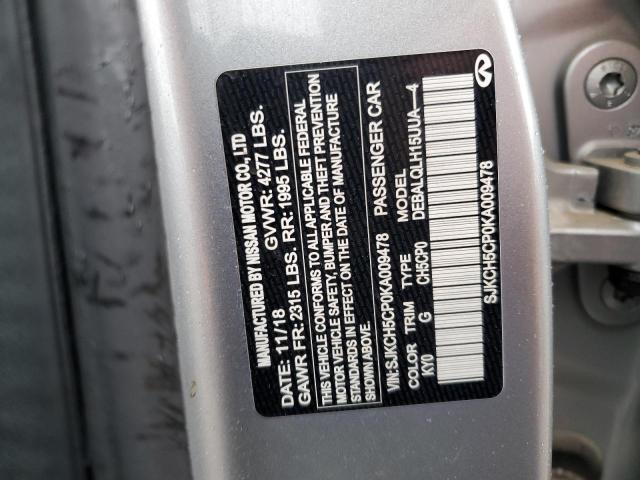 MANUFACTURED BY NISSAN MOTOR CO., LTD
DATE: 11/18 GVWR: 4277 LBS.
GAWR FR: 2315 LBS. RR: 1995 LBS.
THIS VEHICLE CONFORMS TO ALL APPLICABLE FEDERAL
MOTOR VEHICLE SAFETY, BUMPER AND THEFT PREVENTION
STANDARDS IN EFFECT ON THE DATE OF MANUFACTURE
SHOWN ABOVE.
VIN:SJKCH5CP0KA009478 PASSENGER CAR
COLOR TRIM TYPE MODEL
KY0 G CH5CP0 DEBALQLH15UUA-4
SJKCH5CP0KA009478